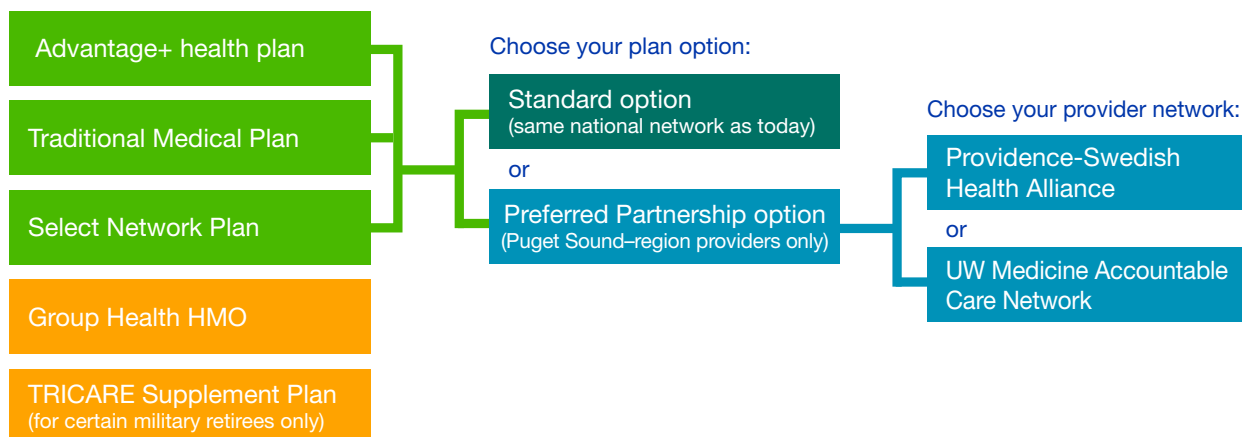 Advantage+ health plan
Traditional Medical Plan
Select Network Plan
Group Health HMO
TRICARE Supplement Plan
(for certain military retirees only)
Choose your plan option:
Standard option
(same national network as today)
or
Preferred Partnership option
(Puget Sound–region providers only)
Choose your provider network:
Providence-Swedish
Health Alliance
or
UW Medicine Accountable
Care Network